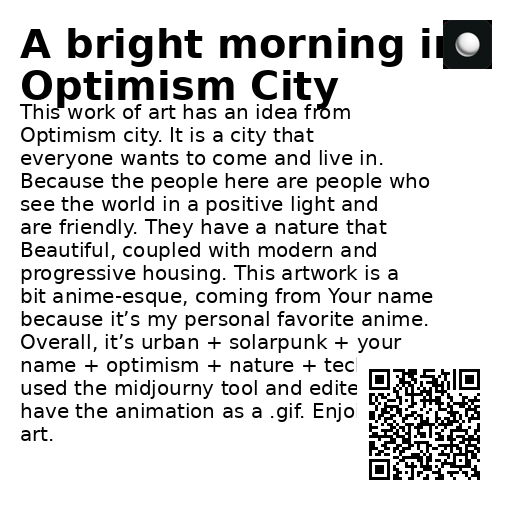 A bright morning in
Optimism City
This work of art has an idea from
Optimism city. It is a city that
everyone wants to come and live in.
Because the people here are people who
see the world in a positive light and
are friendly. They have a nature that
Beautiful, coupled with modern and
progressive housing. This artwork is a
bit anime-esque, coming from Your name
because it’s my personal favorite anime.
Overall, it’s urban + solarpunk + your
name + optimism + nature +
used the midjourny tool and
have the animation as a .gif.
art.